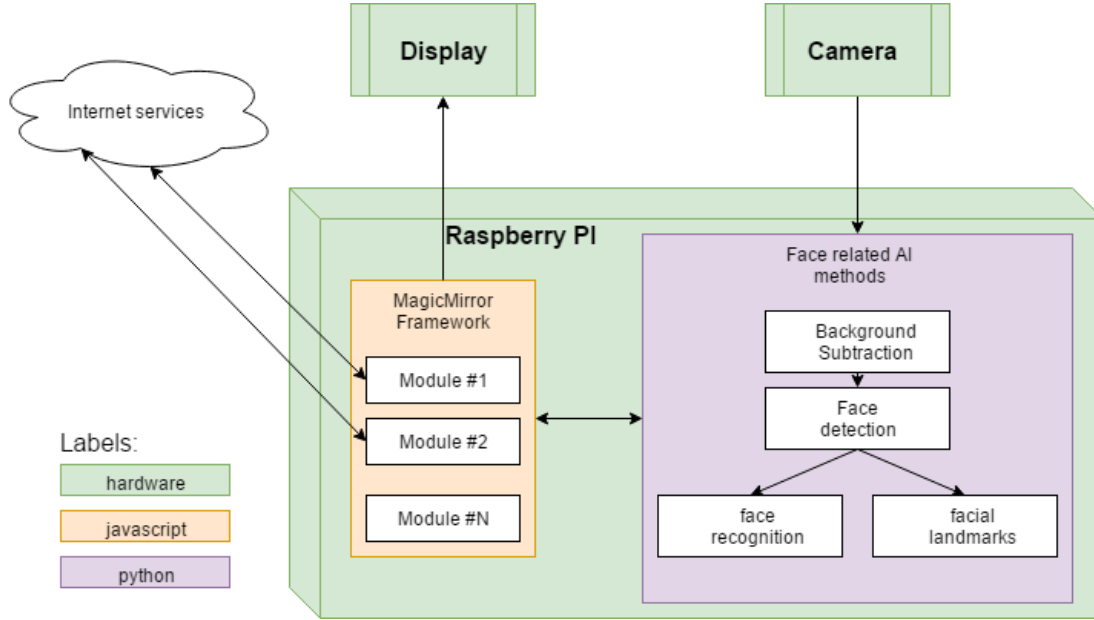 Display
Camera
Internet services
Raspberry PI
Face related AI
methods
MagicMirror
Framework
Background
Subtraction
Module #1
Face
detection
Module #2
Module #N
face
recognition
facial
landmarks
Labels:
hardware
javascript
python